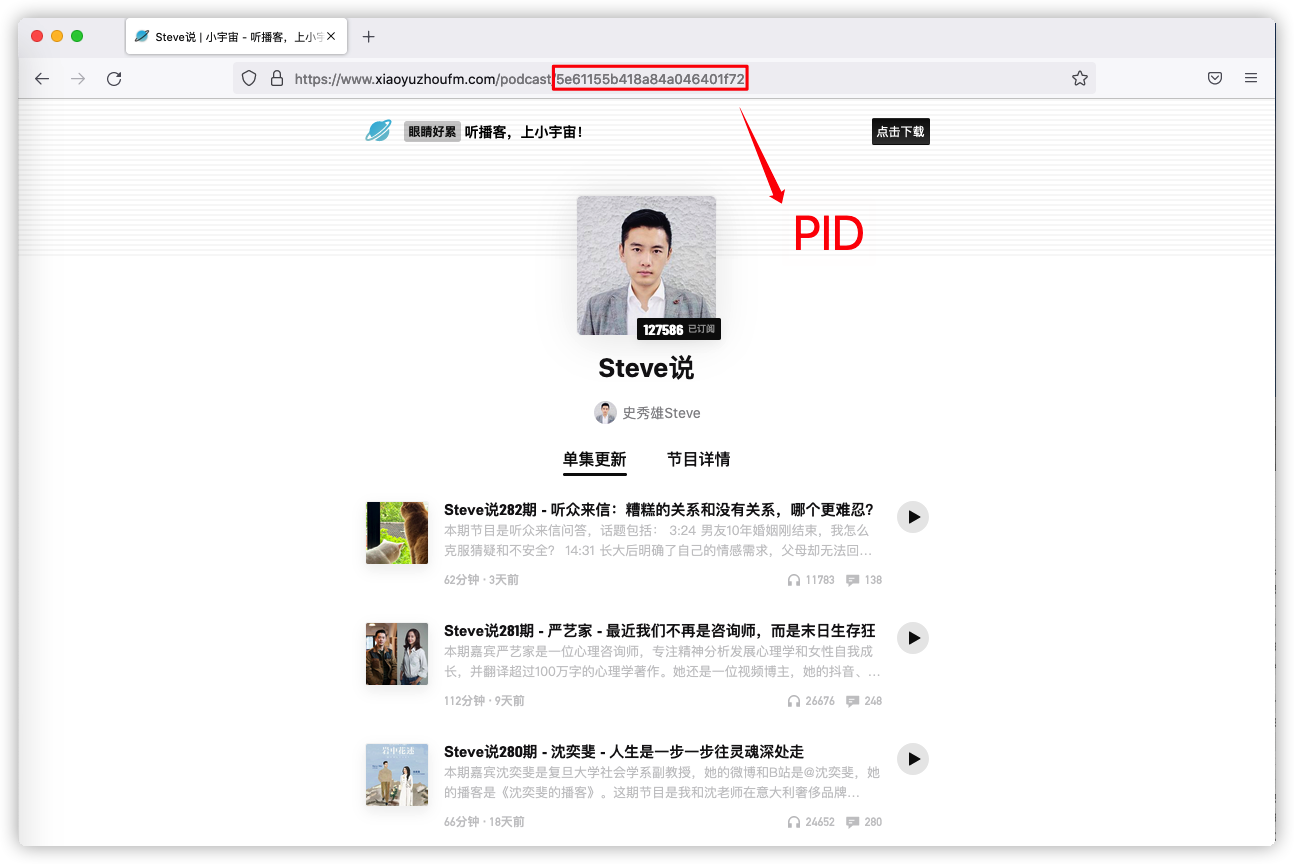 Steve说 | 小宇宙 - 听播客，上小宇
https://www.xiaoyuzhoufm.com/podcast/5e61155b418a84a046401f72
眼睛好累 听播客，上小宇宙！
点击下载
PID
127586 已订阅
Steve说
史秀雄Steve
单集更新 节目详情
Steve说282期 - 听众来信：糟糕的关系和没有关系，哪个更难忍？
本期节目是听众来信问答，话题包括： 3:24 男友10年婚姻刚结束，我怎么
克服猜疑和不安全？ 14:31 长大后明确了自己的情感需求，父母却无法回...
62分钟 · 3天前 11783 138
Steve说281期 - 严艺家 - 最近我们不再是咨询师，而是末日生存狂
本期嘉宾严艺家是一位心理咨询师，专注精神分析发展心理学和女性自我成
长，并翻译超过100万字的心理学著作。她还是一位视频博主，她的抖音、...
112分钟 · 9天前 26676 248
岩中花述
Steve说280期 - 沈奕斐 - 人生是一步一步往灵魂深处走
本期嘉宾沈奕斐是复旦大学社会学系副教授，她的微博和B站是@沈奕斐，她
的播客是《沈奕斐的播客》。这期节目是我和沈老师在意大利奢侈品牌...
66分钟 · 18天前 24652 280